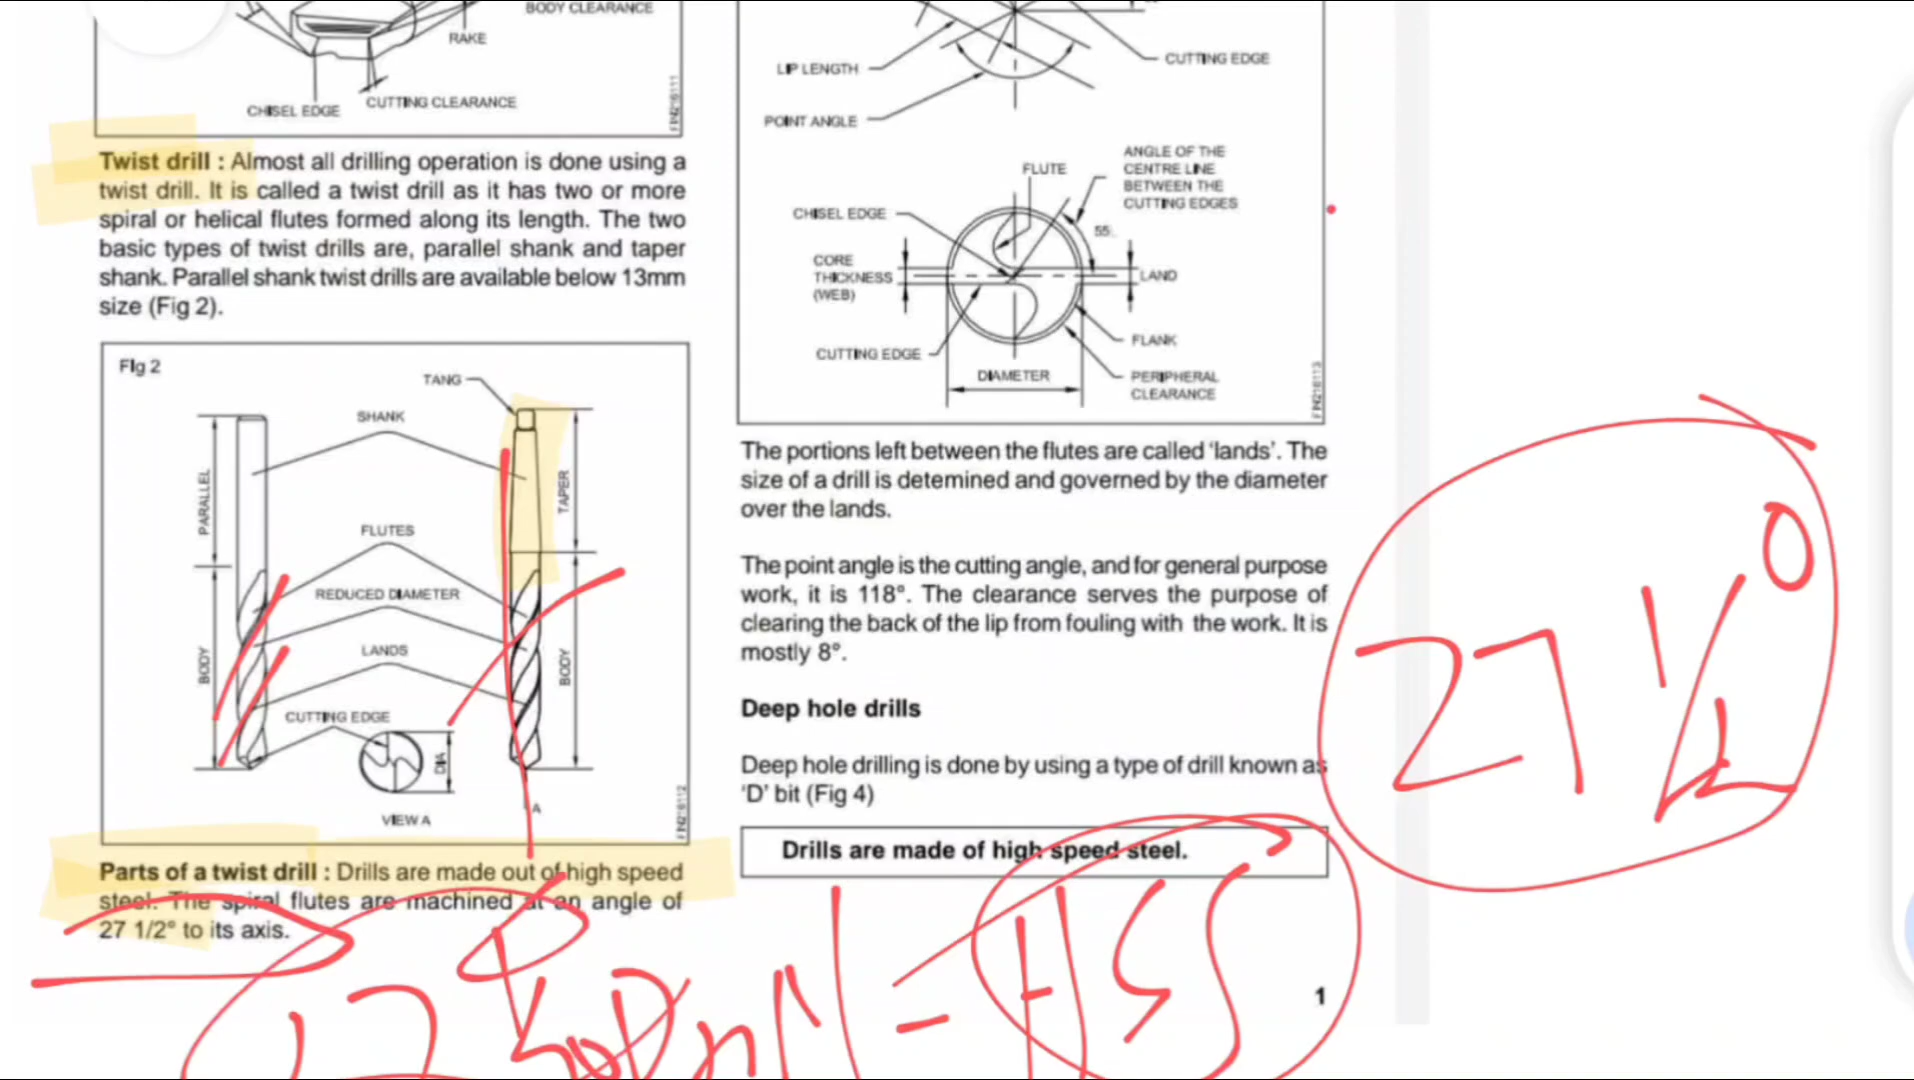 BODY CLEARANCE
RAKE
CHISEL EDGE
CUTTING CLEARANCE
FIN216111
Twist drill : Almost all drilling operation is done using a
twist drill. It is called a twist drill as it has two or more
spiral or helical flutes formed along its length. The two
basic types of twist drills are, parallel shank and taper
shank. Parallel shank twist drills are available below 13mm
size (Fig 2).
Fig 2
TANG
SHANK
PARALLEL
TAPER
FLUTES
REDUCED DIAMETER
LANDS
BODY
BODY
CUTTING EDGE
DIA
A
VIEW A
FIN216112
Parts of a twist drill : Drills are made out of high speed
steel. The spiral flutes are machined at an angle of
27 1/2° to its axis.
LIP LENGTH
CUTTING EDGE
POINT ANGLE
ANGLE OF THE
CENTRE LINE
BETWEEN THE
CUTTING EDGES
FLUTE
CHISEL EDGE
55
CORE
THICKNESS
(WEB)
LAND
FLANK
CUTTING EDGE
DIAMETER
PERIPHERAL
CLEARANCE
FIN216113
The portions left between the flutes are called ‘lands’. The
size of a drill is detemined and governed by the diameter
over the lands.
The point angle is the cutting angle, and for general purpose
work, it is 118°. The clearance serves the purpose of
clearing the back of the lip from fouling with the work. It is
mostly 8°.
Deep hole drills
Deep hole drilling is done by using a type of drill known as
‘D’ bit (Fig 4)
Drills are made of high speed steel.
1
27 1/2°
= HSS